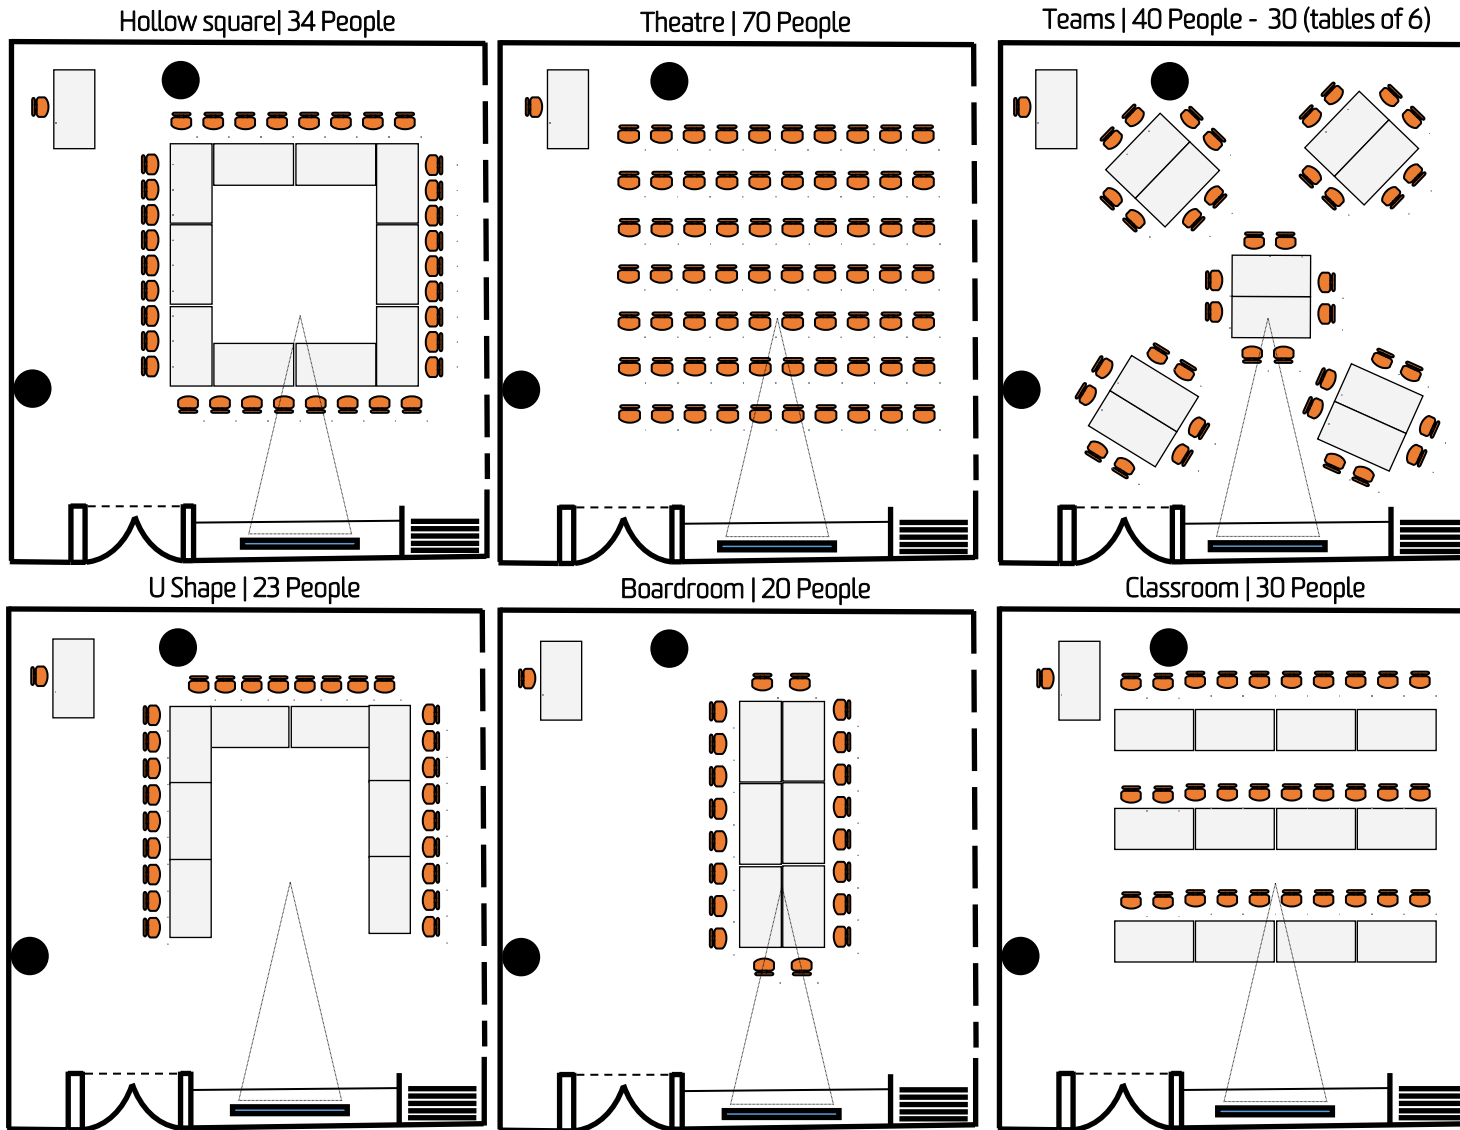 Hollow square| 34 People
Theatre | 70 People
Teams | 40 People - 30 (tables of 6)
U Shape | 23 People
Boardroom | 20 People
Classroom | 30 People